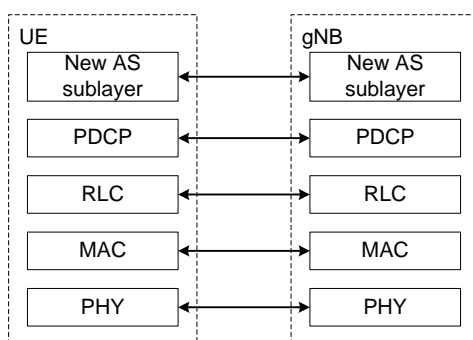 UE
New AS
sublayer
PDCP
RLC
MAC
PHY
gNB
New AS
sublayer
PDCP
RLC
MAC
PHY